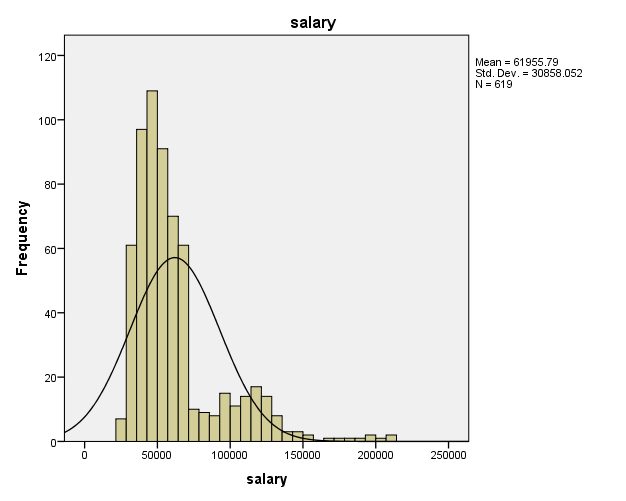 salary
Mean = 61955.79
Std. Dev. = 30858.052
N = 619
120
100
80
60
40
20
0
Frequency
0 50000 100000 150000 200000 250000
salary